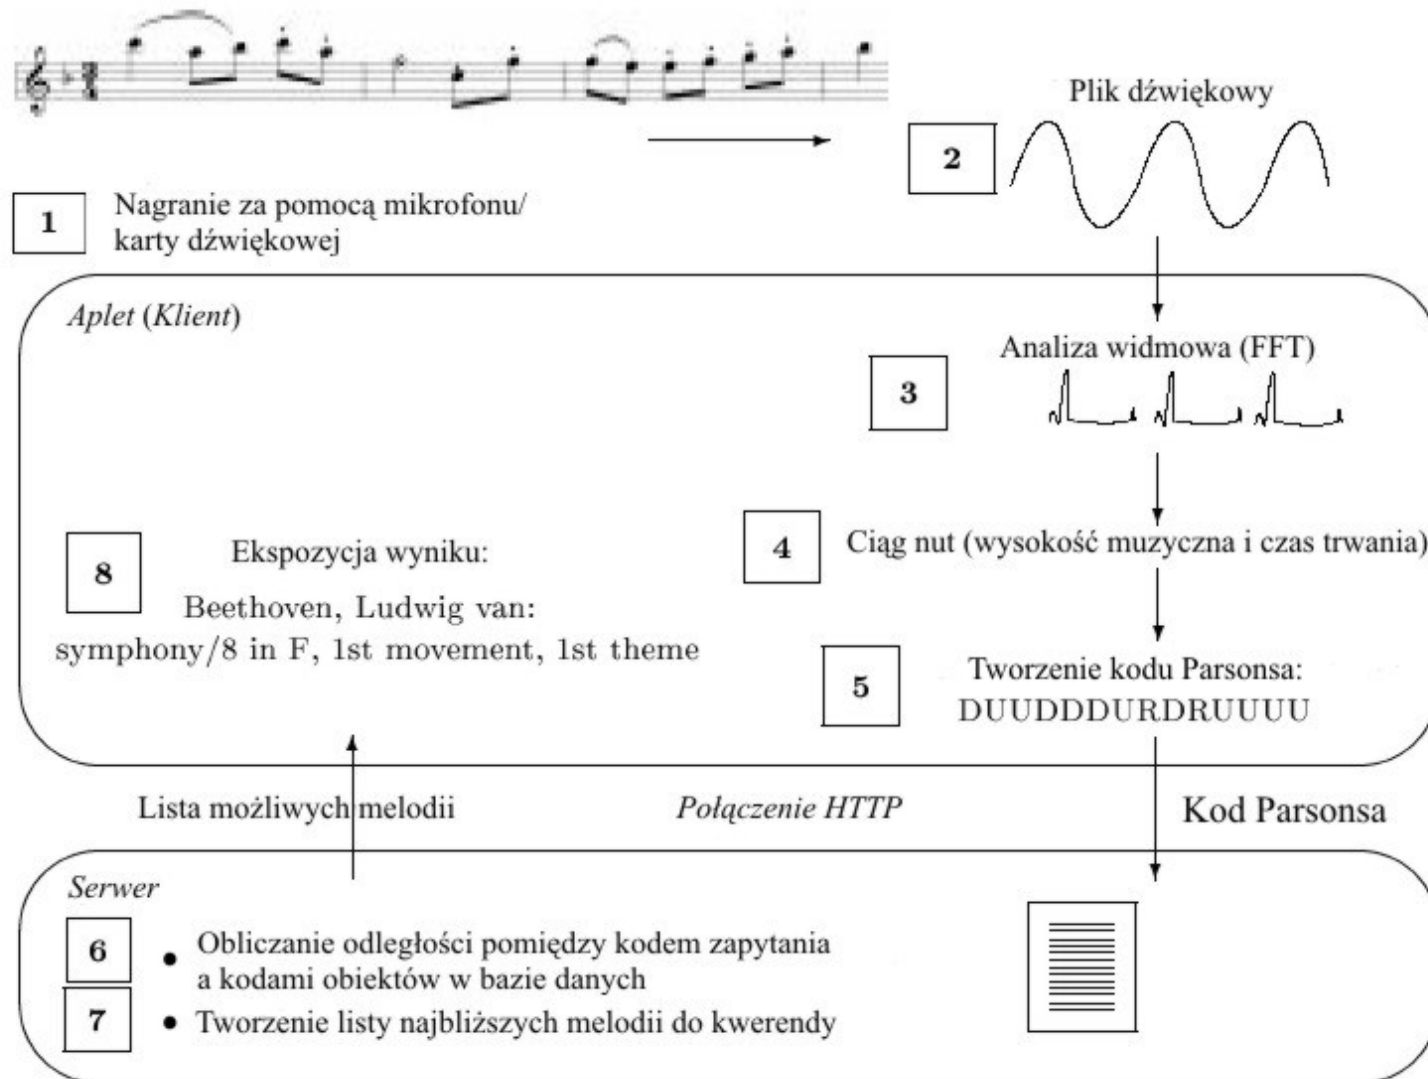 Plik dźwiękowy
2
1
Nagranie za pomocą mikrofonu/
karty dźwiękowej
Aplet (Klient)
Analiza widmowa (FFT)
3
4
Ciąg nut (wysokość muzyczna i czas trwania)
8
Ekspozycja wyniku:
Beethoven, Ludwig van:
symphony/8 in F, 1st movement, 1st theme
5
Tworzenie kodu Parsonsa:
DUUDDDURDRUUUU
Lista możliwych melodii
Połączenie HTTP
Kod Parsonsa
Serwer
6
• Obliczanie odległości pomiędzy kodem zapytania
a kodami obiektów w bazie danych
7
• Tworzenie listy najbliższych melodii do kwerendy